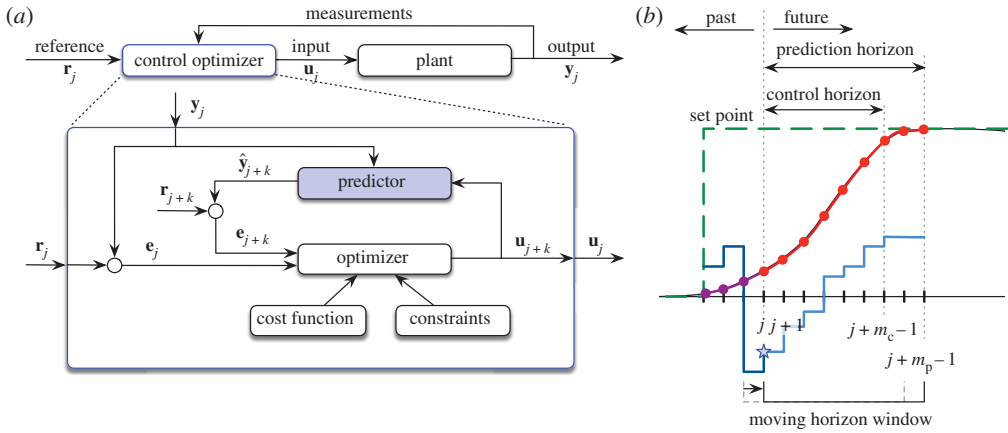 (a)
measurements
reference
r_j
control optimizer
input
u_j
plant
output
y_j
y_j
ŷ_{j+k}
predictor
r_{j+k}
e_{j+k}
r_j
e_j
optimizer
u_{j+k}
u_j
cost function
constraints
(b)
past
future
prediction horizon
control horizon
set point
j j + 1
j + m_c – 1
j + m_p – 1
moving horizon window